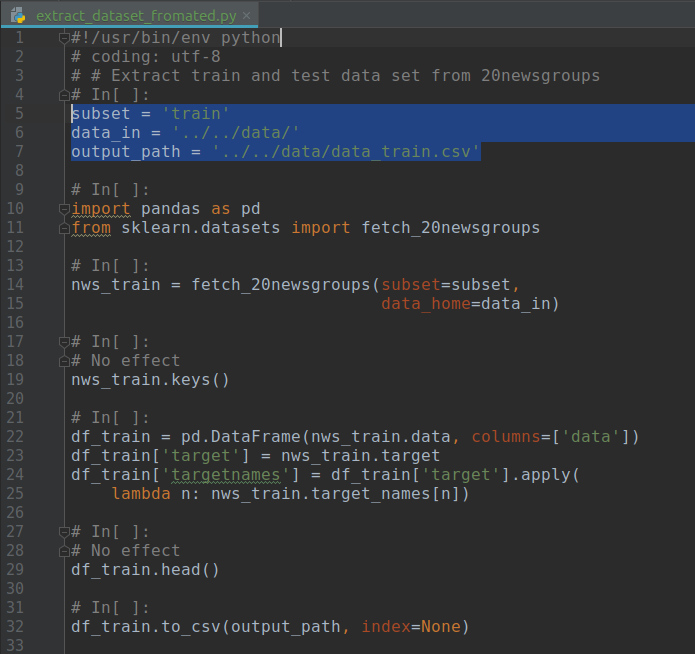 extract_dataset_fromated.py ×
1 #!/usr/bin/env python
2 # coding: utf-8
3 # # Extract train and test data set from 20newsgroups
4 # In[ ]:
5 subset = 'train'
6 data_in = '../../data/'
7 output_path = '../../data/data_train.csv'
8
9 # In[ ]:
10 import pandas as pd
11 from sklearn.datasets import fetch_20newsgroups
12
13 # In[ ]:
14 nws_train = fetch_20newsgroups(subset=subset,
15                                data_home=data_in)
16
17 # In[ ]:
18 # No effect
19 nws_train.keys()
20
21 # In[ ]:
22 df_train = pd.DataFrame(nws_train.data, columns=['data'])
23 df_train['target'] = nws_train.target
24 df_train['targetnames'] = df_train['target'].apply(
25     lambda n: nws_train.target_names[n])
26
27 # In[ ]:
28 # No effect
29 df_train.head()
30
31 # In[ ]:
32 df_train.to_csv(output_path, index=None)
33